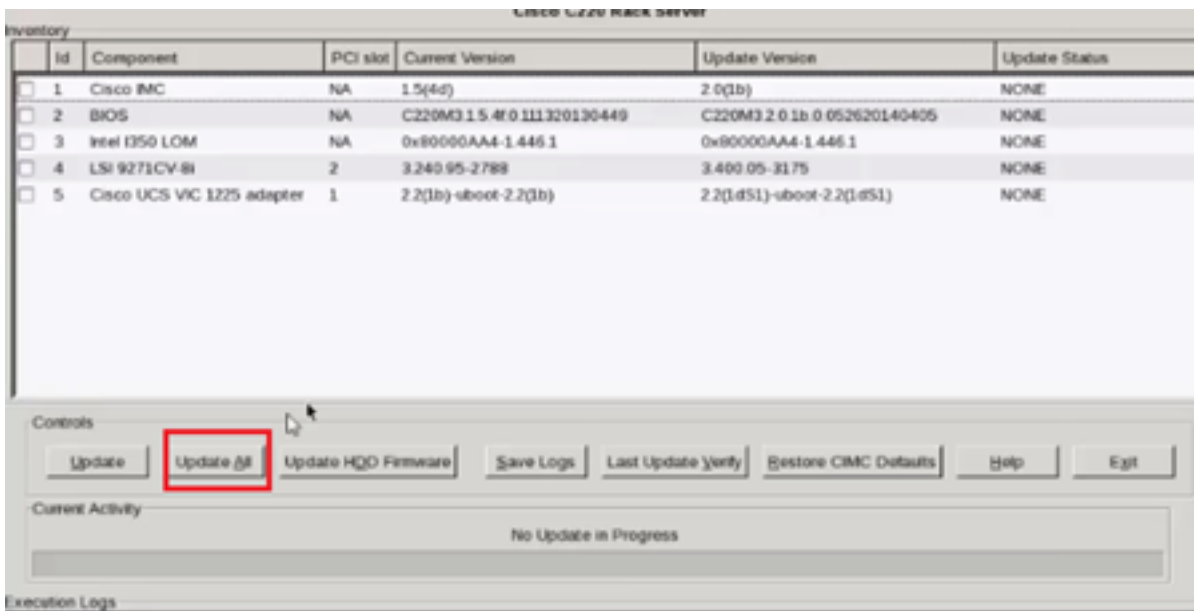 Cisco C220 Rack Server
Inventory
Id Component PCI slot Current Version Update Version Update Status
1 Cisco IMC NA 1.5(4d) 2.0(1b) NONE
2 BIOS NA C220M3.1.5.4f.0.111320130449 C220M3.2.0.1b.0.052620140405 NONE
3 Intel I350 LOM NA 0x80000AA4-1.446.1 0x80000AA4-1.446.1 NONE
4 LSI 9271CV-8i 2 3.240.95-2788 3.400.05-3175 NONE
5 Cisco UCS VIC 1225 adapter 1 2.2(1b)-uboot-2.2(1b) 2.2(1dS1)-uboot-2.2(1dS1) NONE
Controls
Update Update All Update HDD Firmware Save Logs Last Update Verify Restore CIMC Defaults Help Exit
Current Activity
No Update in Progress
Execution Logs